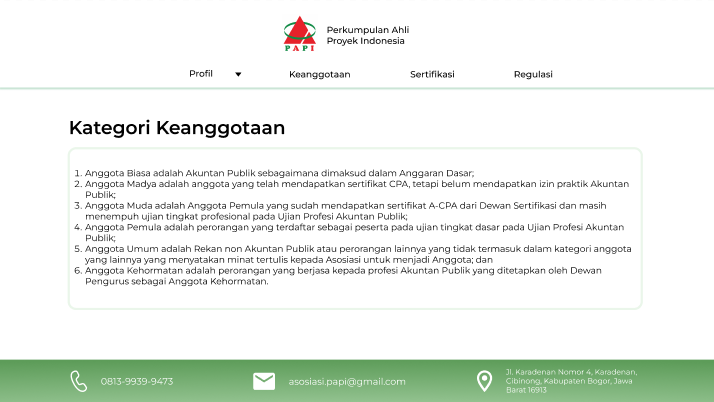 PAPI
Perkumpulan Ahli
Proyek Indonesia
Profil
Keanggotaan
Sertifikasi
Regulasi
Kategori Keanggotaan
1. Anggota Biasa adalah Akuntan Publik sebagaimana dimaksud dalam Anggaran Dasar;
2. Anggota Madya adalah anggota yang telah mendapatkan sertifikat CPA, tetapi belum mendapatkan izin praktik Akuntan
Publik;
3. Anggota Muda adalah Anggota Pemula yang sudah mendapatkan sertifikat A-CPA dari Dewan Sertifikasi dan masih
menempuh ujian tingkat profesional pada Ujian Profesi Akuntan Publik;
4. Anggota Pemula adalah perorangan yang terdaftar sebagai peserta pada ujian tingkat dasar pada Ujian Profesi Akuntan
Publik;
5. Anggota Umum adalah Rekan non Akuntan Publik atau perorangan lainnya yang tidak termasuk dalam kategori anggota
yang lainnya yang menyatakan minat tertulis kepada Asosiasi untuk menjadi Anggota; dan
6. Anggota Kehormatan adalah perorangan yang berjasa kepada profesi Akuntan Publik yang ditetapkan oleh Dewan
Pengurus sebagai Anggota Kehormatan.
0813-9939-9473
asosiasi.papi@gmail.com
Jl. Karadenan Nomor 4, Karadenan,
Cibinong, Kabupaten Bogor, Jawa
Barat 16913